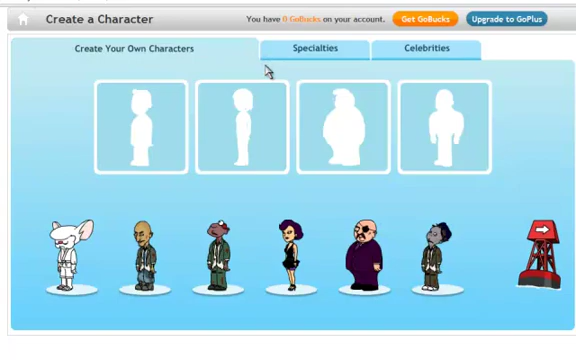 Create a Character
You have 0 GoBucks on your account.
Get GoBucks
Upgrade to GoPlus
Create Your Own Characters
Specialties
Celebrities